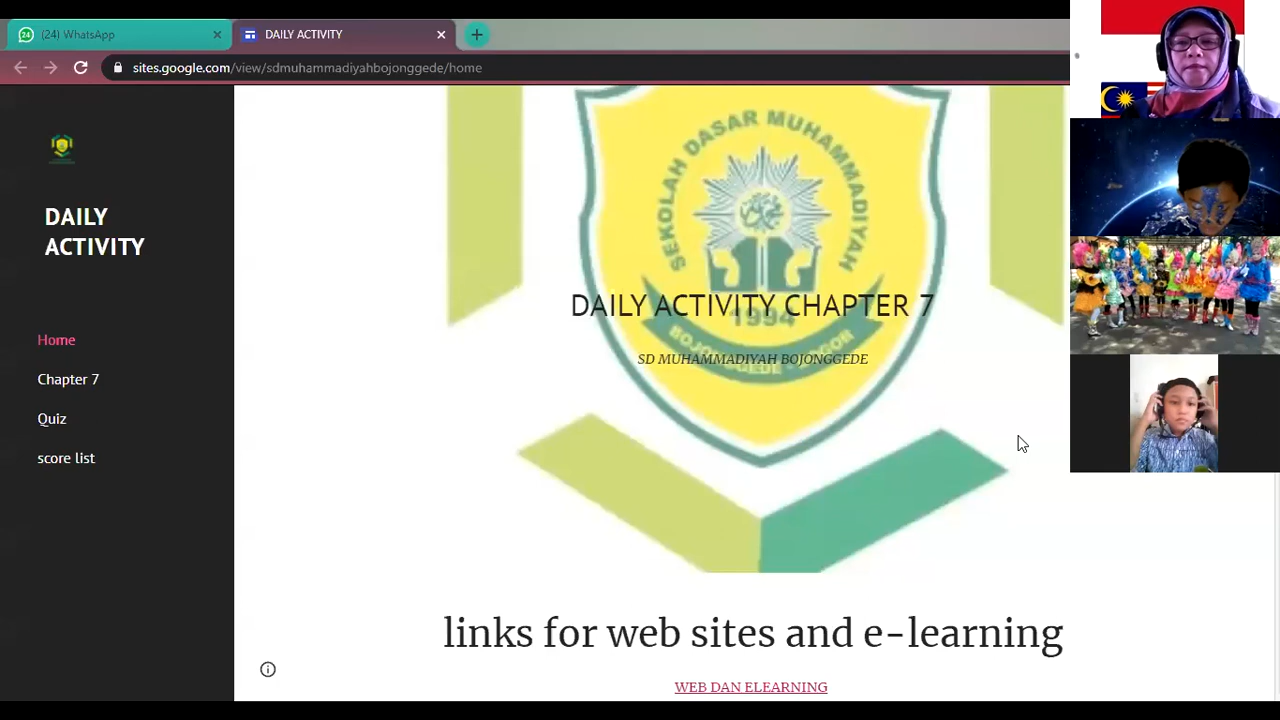 (24) WhatsApp
DAILY ACTIVITY
sites.google.com/view/sdmuhammadiyahbojonggede/home
DAILY
ACTIVITY
Home
Chapter 7
Quiz
score list
SEKOLAH DASAR MUHAMMADIYAH
DAILY ACTIVITY CHAPTER 7
1994
SD MUHAMMADIYAH BOJONGGEDE
links for web sites and e-learning
WEB DAN ELEARNING